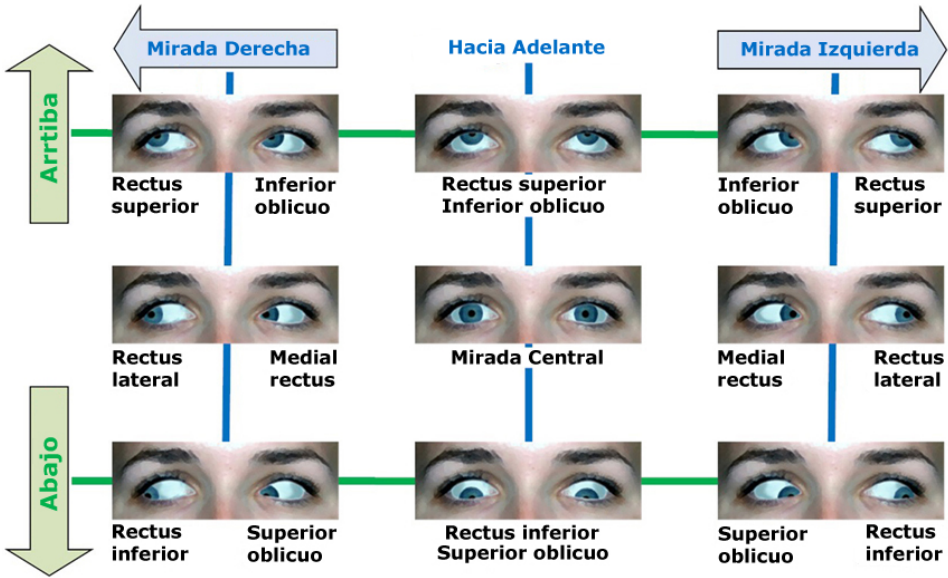 Mirada Derecha
Hacia Adelante
Mirada Izquierda
Arrtiba
Rectus
superior
Inferior
oblicuo
Rectus superior
Inferior oblicuo
Inferior
oblicuo
Rectus
superior
Rectus
lateral
Medial
rectus
Mirada Central
Medial
rectus
Rectus
lateral
Abajo
Rectus
inferior
Superior
oblicuo
Rectus inferior
Superior oblicuo
Superior
oblicuo
Rectus
inferior